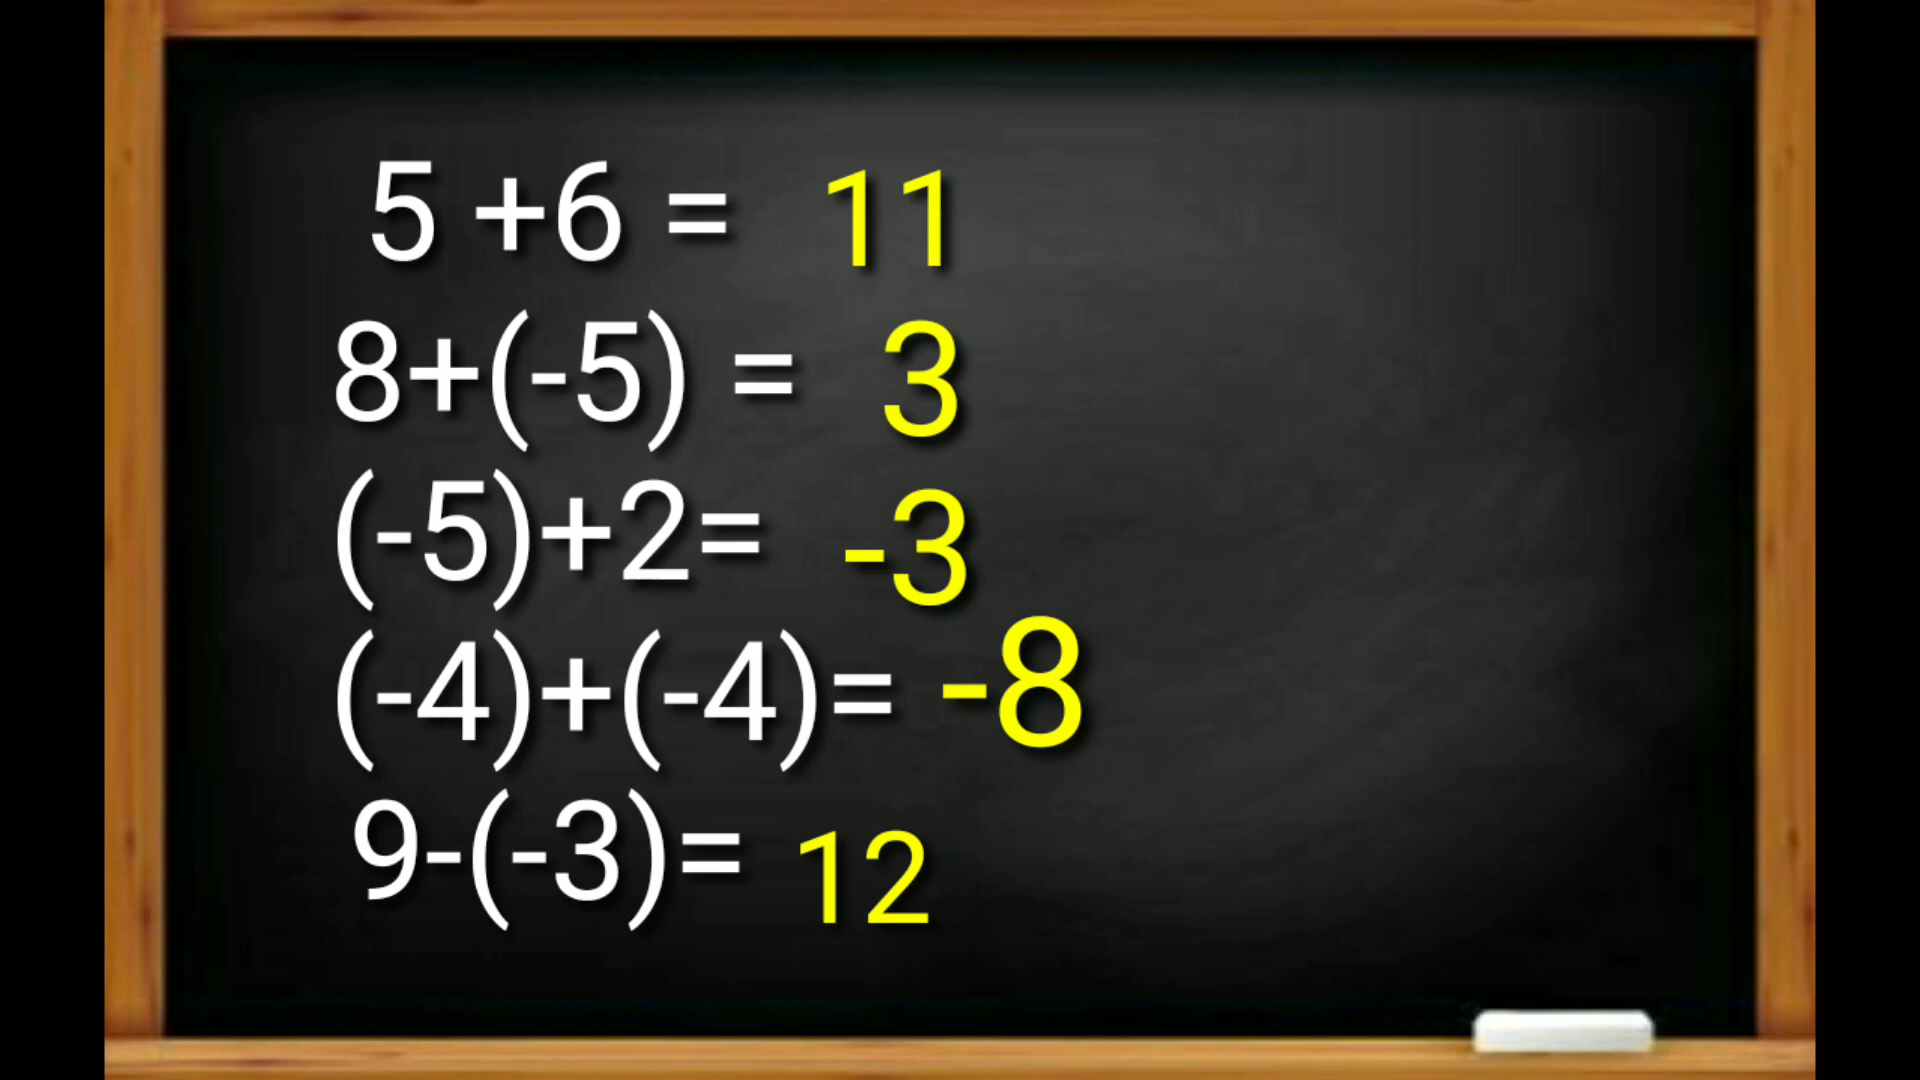 5 +6 = 11
8+(-5) = 3
(-5)+2= -3
(-4)+(-4)= -8
9-(-3)= 12